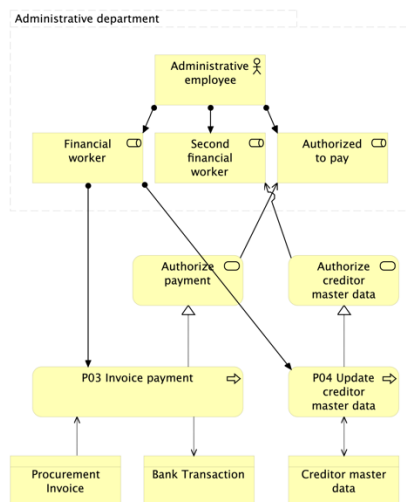 Administrative department
Administrative
employee
Financial
worker
Second
financial
worker
Authorized
to pay
Authorize
payment
Authorize
creditor
master data
P03 Invoice payment
P04 Update
creditor
master data
Procurement
Invoice
Bank Transaction
Creditor master
data